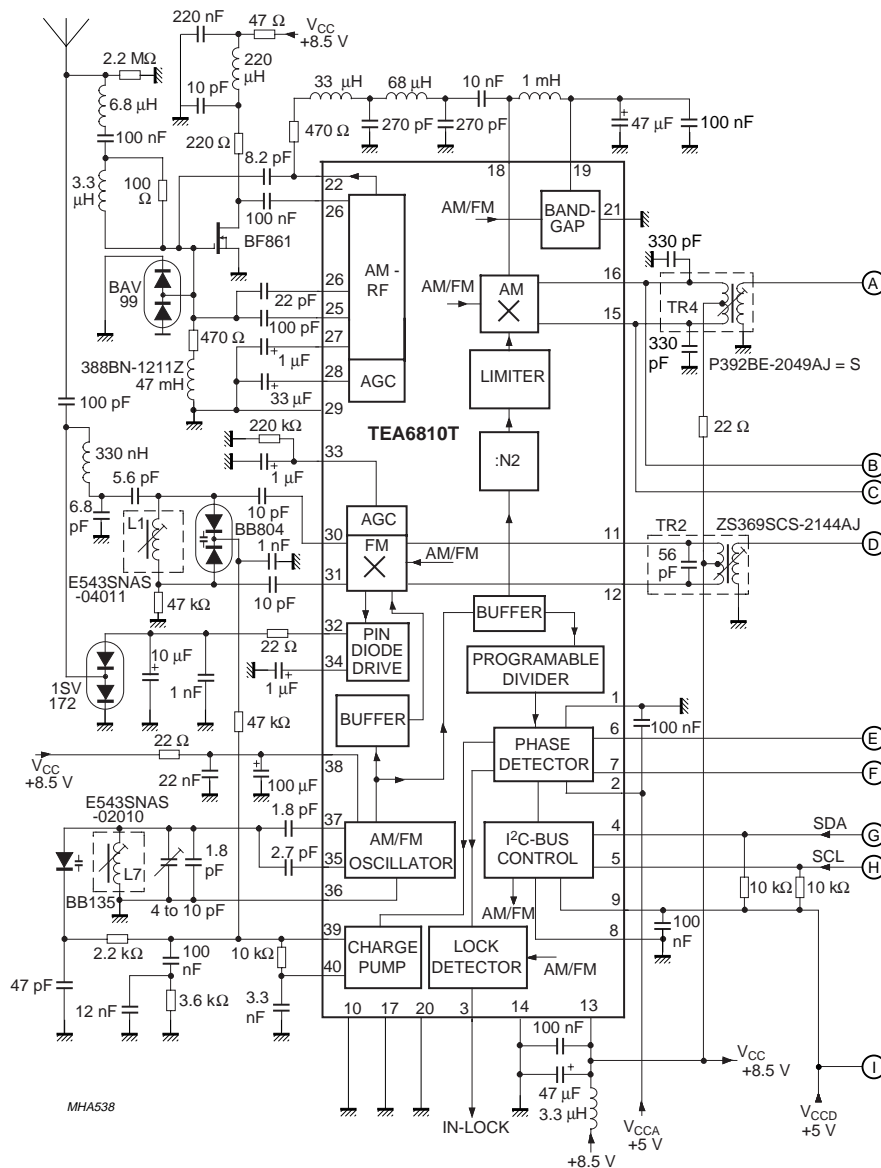 220 nF
47 Ω
VCC
+8.5 V
2.2 MΩ
220
μH
10 pF
33 μH
68 μH
10 nF
1 mH
6.8 μH
100 nF
220 Ω
470 Ω
270 pF
270 pF
+
47 μF
100 nF
8.2 pF
3.3
μH
100
Ω
22
18
19
100 nF
26
BF861
AM/FM
BAND-
GAP
21
330 pF
BAV
99
AM -
RF
26
22 pF
25
100 pF
27
AM/FM
AM
16
15
TR4
A
470 Ω
+
1 μF
388BN-1211Z
47 mH
28
33 μF
+
AGC
29
LIMITER
330
pF
P392BE-2049AJ = S
100 pF
220 kΩ
TEA6810T
22 Ω
33
+
1 μF
:N2
B
C
330 nH
5.6 pF
6.8
pF
L1
10 pF
BB804
1 nF
30
AGC
FM
AM/FM
31
11
TR2
ZS369SCS-2144AJ
56
pF
D
12
E543SNAS
-04011
47 kΩ
10 pF
BUFFER
32
22 Ω
PIN
DIODE
DRIVE
34
+
1 μF
10 μF
+
1 nF
1SV
172
PROGRAMABLE
DIVIDER
47 kΩ
BUFFER
1
100 nF
6
E
PHASE
DETECTOR
7
F
2
22 Ω
VCC
+8.5 V
38
22 nF
+
100 μF
E543SNAS
-02010
1.8 pF
37
AM/FM
OSCILLATOR
I2C-BUS
CONTROL
4
SDA
G
5
SCL
H
L7
1.8
pF
2.7 pF
35
36
BB135
4 to 10 pF
AM/FM
9
10 kΩ
10 kΩ
8
100
nF
39
2.2 kΩ
100
nF
10 kΩ
CHARGE
PUMP
40
LOCK
DETECTOR
AM/FM
47 pF
12 nF
3.6 kΩ
3.3
nF
10
17
20
3
14
13
100 nF
VCC
+8.5 V
I
47 μF
+
3.3 μH
MHA538
IN-LOCK
+8.5 V
VCCA
+5 V
VCCD
+5 V